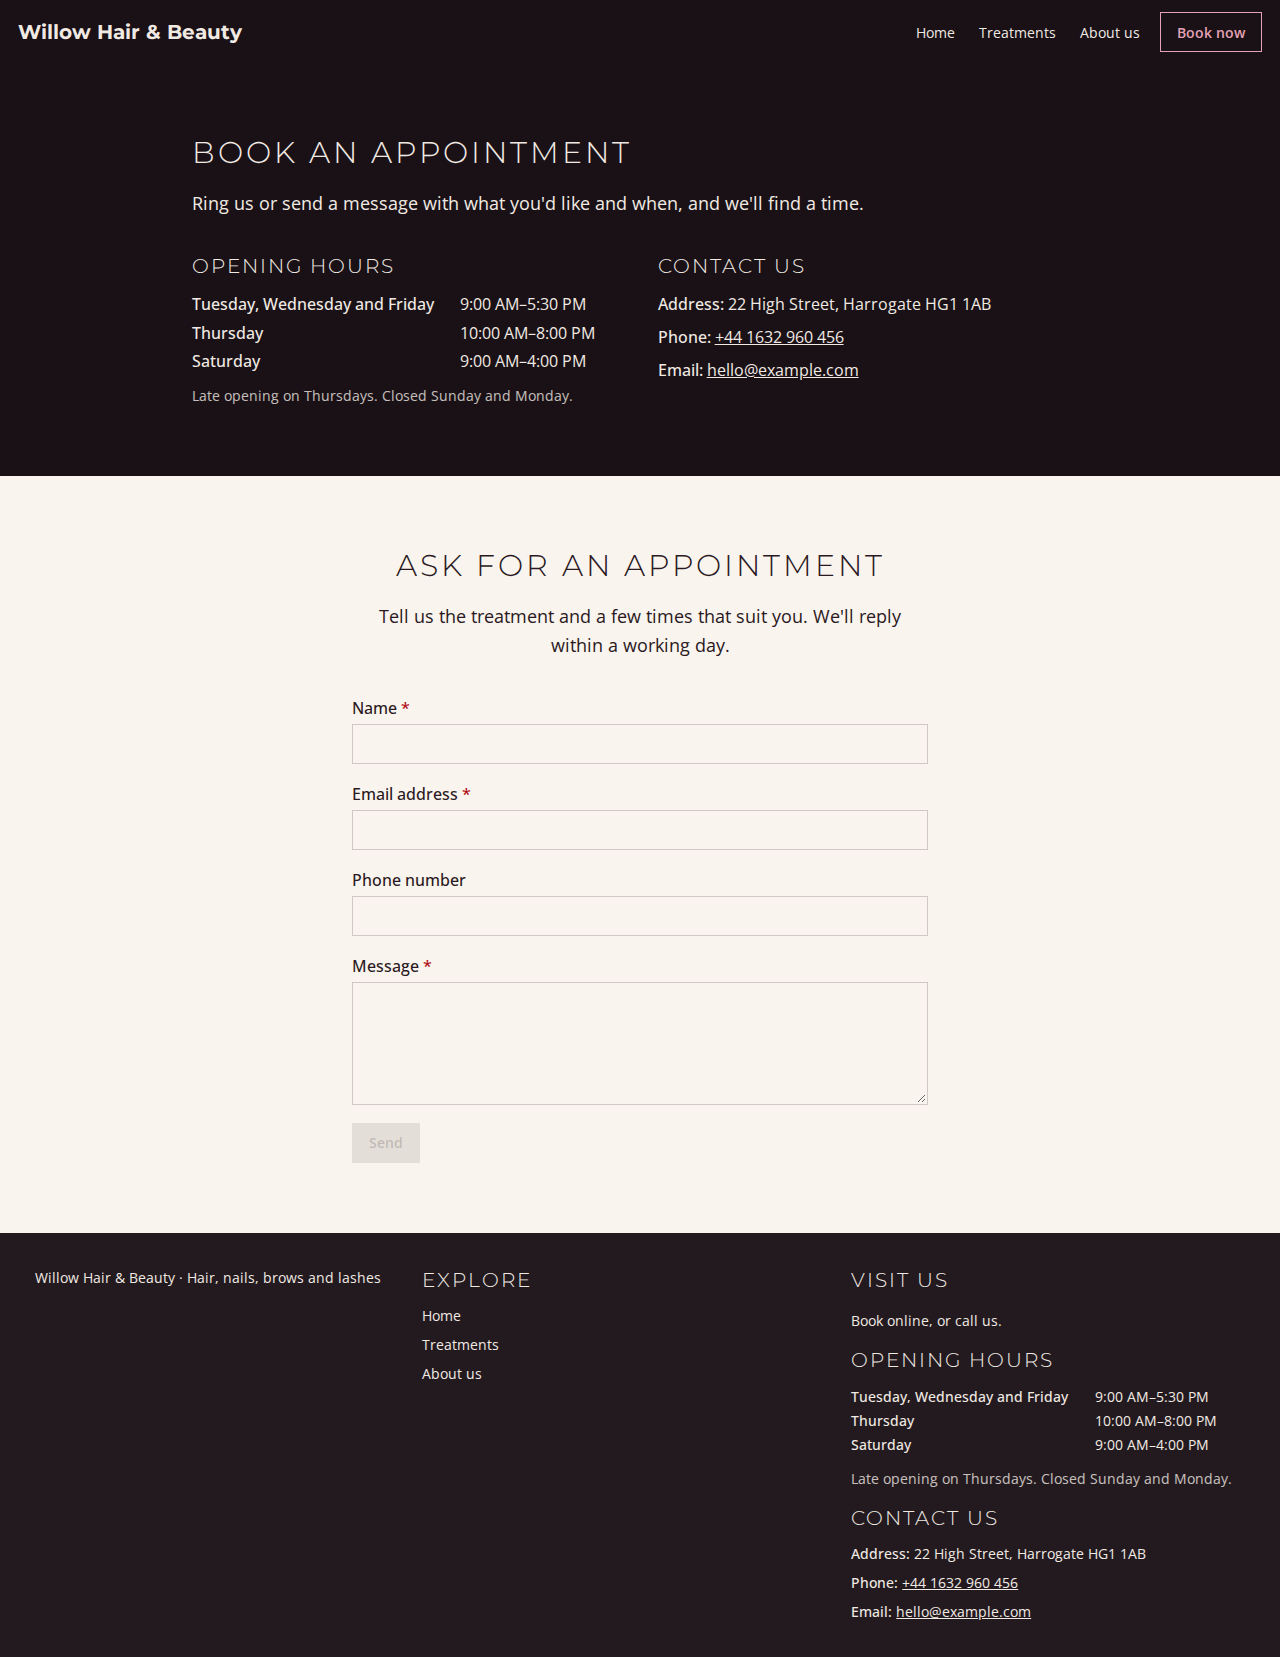 Willow Hair & Beauty
Home
Treatments
About us
Book now
BOOK AN APPOINTMENT
Ring us or send a message with what you'd like and when, and we'll find a time.
OPENING HOURS
Tuesday, Wednesday and Friday 9:00 AM–5:30 PM
Thursday 10:00 AM–8:00 PM
Saturday 9:00 AM–4:00 PM
Late opening on Thursdays. Closed Sunday and Monday.
CONTACT US
Address: 22 High Street, Harrogate HG1 1AB
Phone: +44 1632 960 456
Email: hello@example.com
ASK FOR AN APPOINTMENT
Tell us the treatment and a few times that suit you. We'll reply
within a working day.
Name *
Email address *
Phone number
Message *
Send
Willow Hair & Beauty · Hair, nails, brows and lashes
EXPLORE
Home
Treatments
About us
VISIT US
Book online, or call us.
OPENING HOURS
Tuesday, Wednesday and Friday 9:00 AM–5:30 PM
Thursday 10:00 AM–8:00 PM
Saturday 9:00 AM–4:00 PM
Late opening on Thursdays. Closed Sunday and Monday.
CONTACT US
Address: 22 High Street, Harrogate HG1 1AB
Phone: +44 1632 960 456
Email: hello@example.com